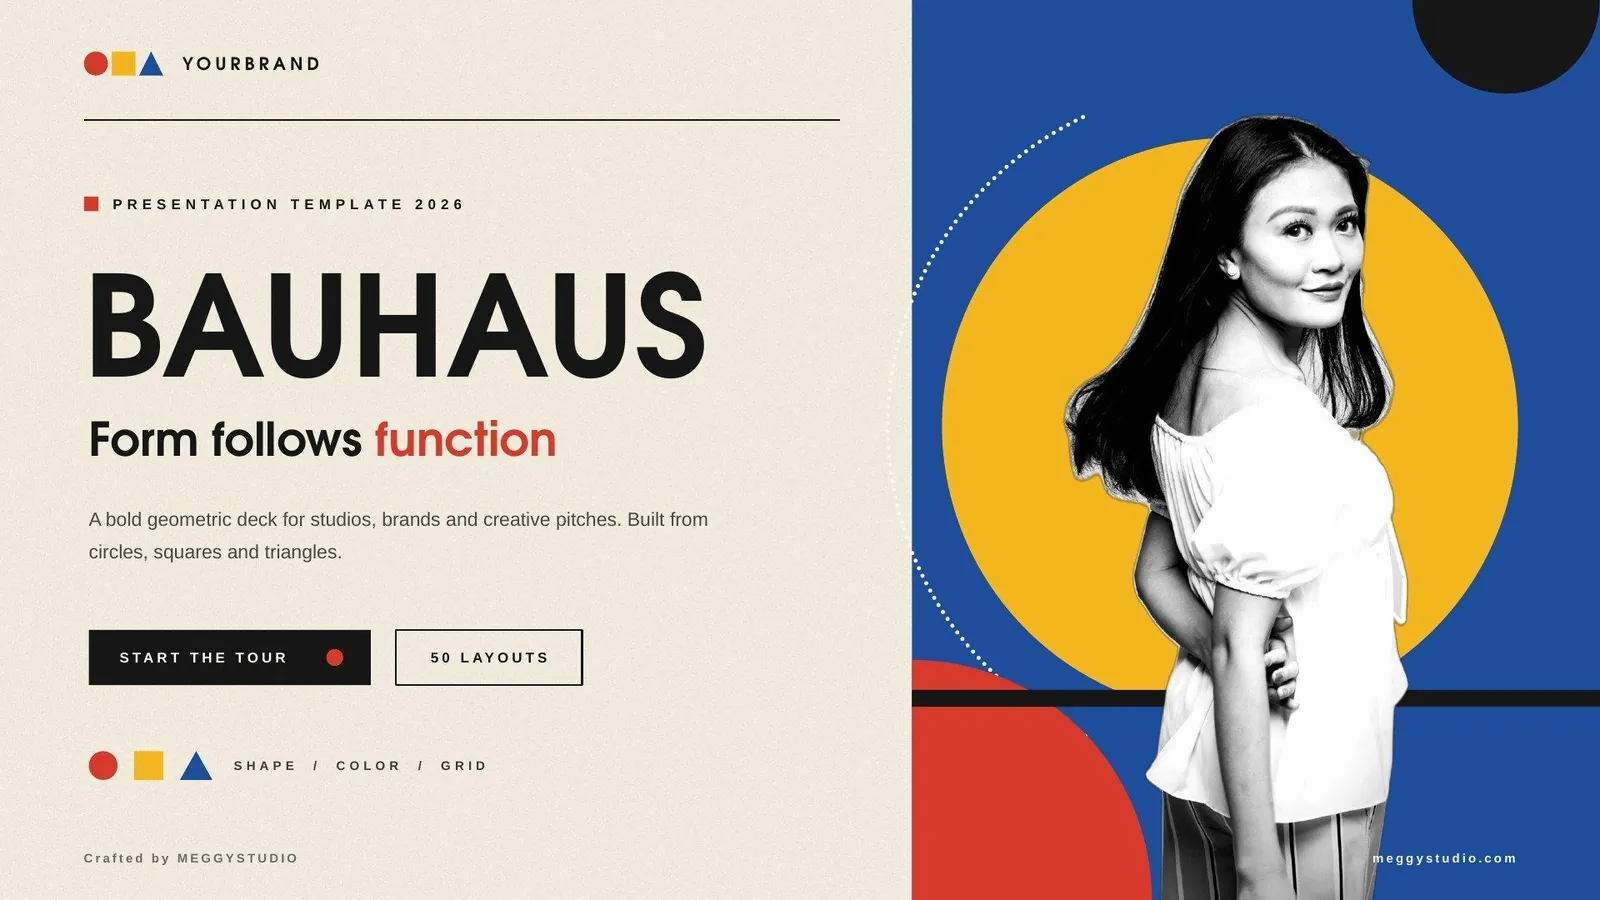 YOURBRAND
PRESENTATION TEMPLATE 2026
BAUHAUS
Form follows function
A bold geometric deck for studios, brands and creative pitches. Built from
circles, squares and triangles.
START THE TOUR
50 LAYOUTS
SHAPE / COLOR / GRID
Crafted by MEGGYSTUDIO
meggystudio.com